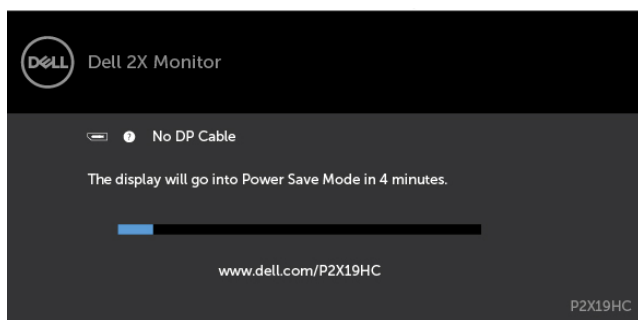 DELL
Dell 2X Monitor
? No DP Cable
The display will go into Power Save Mode in 4 minutes.
www.dell.com/P2X19HC
P2X19HC